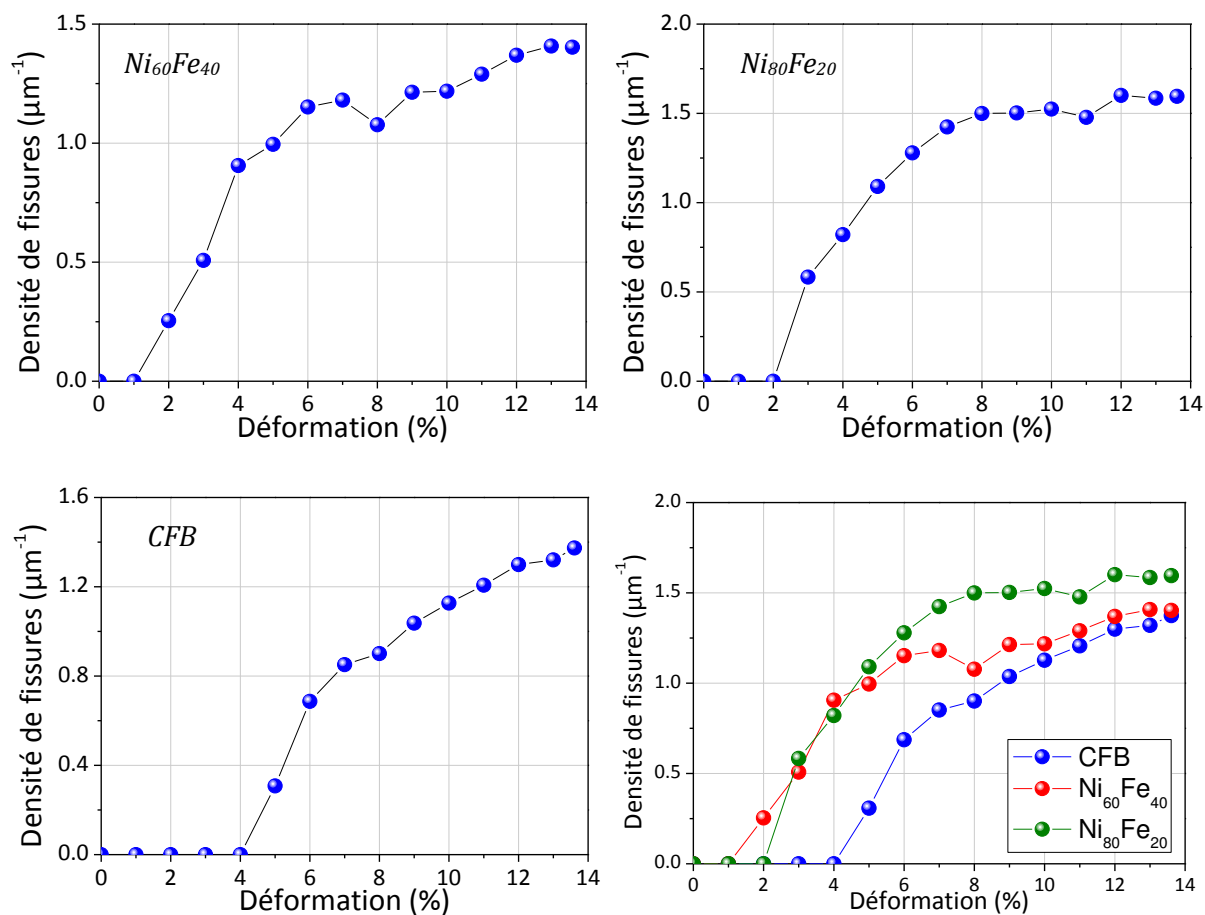 Ni₆₀Fe₄₀
Densité de fissures (µm⁻¹)
1.5
1.0
0.5
0.0
0 2 4 6 8 10 12 14
Déformation (%)
Ni₈₀Fe₂₀
Densité de fissures (µm⁻¹)
2.0
1.5
1.0
0.5
0.0
0 2 4 6 8 10 12 14
Déformation (%)
CFB
Densité de fissures (µm⁻¹)
1.6
1.2
0.8
0.4
0.0
0 2 4 6 8 10 12 14
Déformation (%)
Densité de fissures (µm⁻¹)
2.0
1.5
1.0
0.5
0.0
0 2 4 6 8 10 12 14
Déformation (%)
CFB
Ni₆₀Fe₄₀
Ni₈₀Fe₂₀